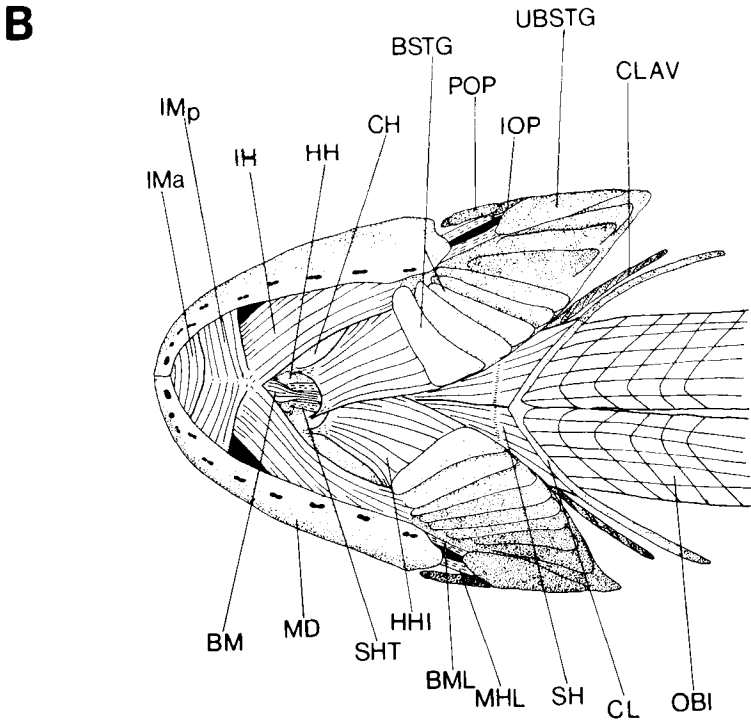 B
UBSTG
BSTG
CLAV
POP
IMp
IOP
CH
HH
IH
IMa
HHI
MD
BM
SHT
BML
MHL
SH
CL
OBI